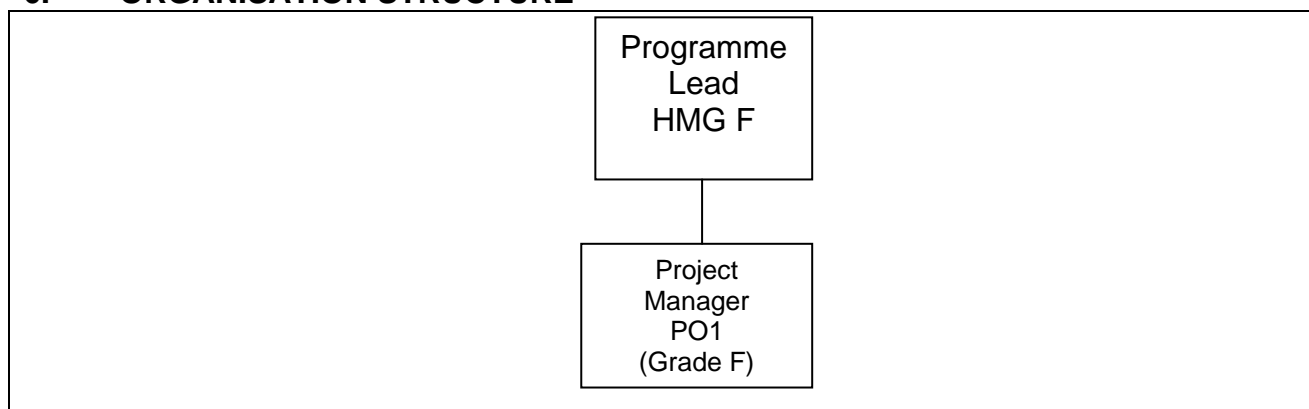 ORGANISATION STRUCTURE
Programme
Lead
HMG F
Project
Manager
PO1
(Grade F)